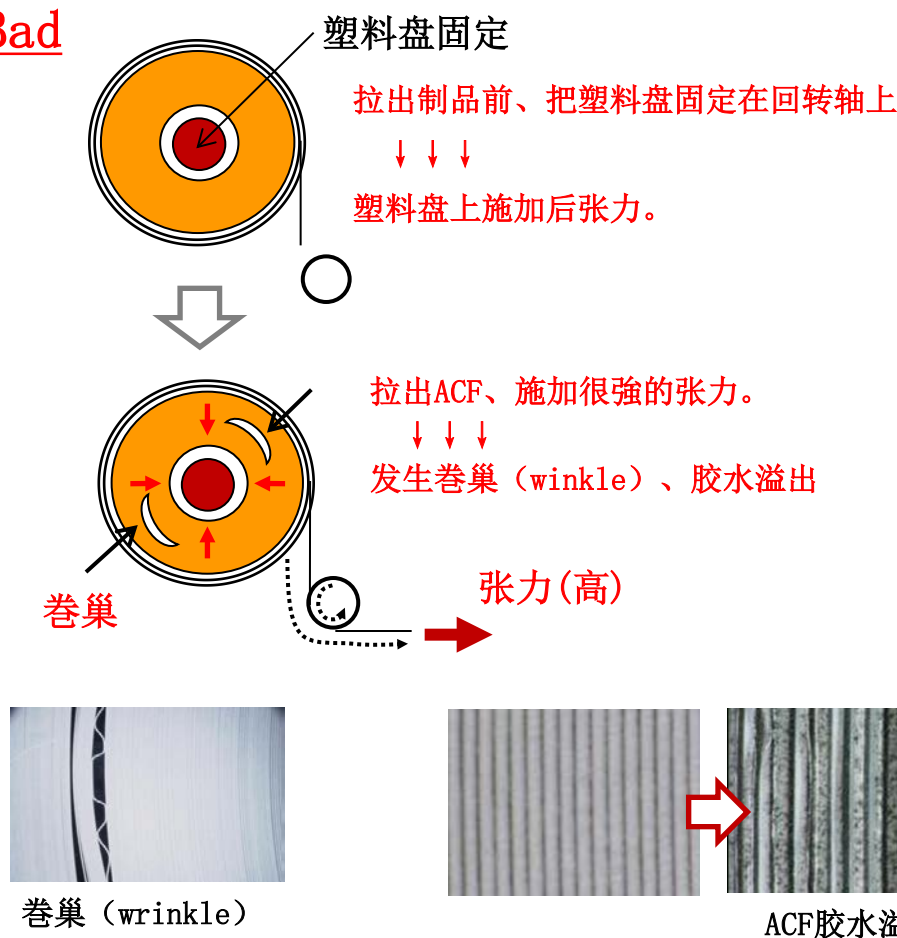 Bad
塑料盘固定
拉出制品前、把塑料盘固定在回转轴上
↓ ↓ ↓
塑料盘上施加后张力。
拉出ACF、施加很強的张力。
↓ ↓ ↓
发生巻巢（winkle）、胶水溢出
张力(高)
巻巢
巻巢（wrinkle）
ACF胶水溢